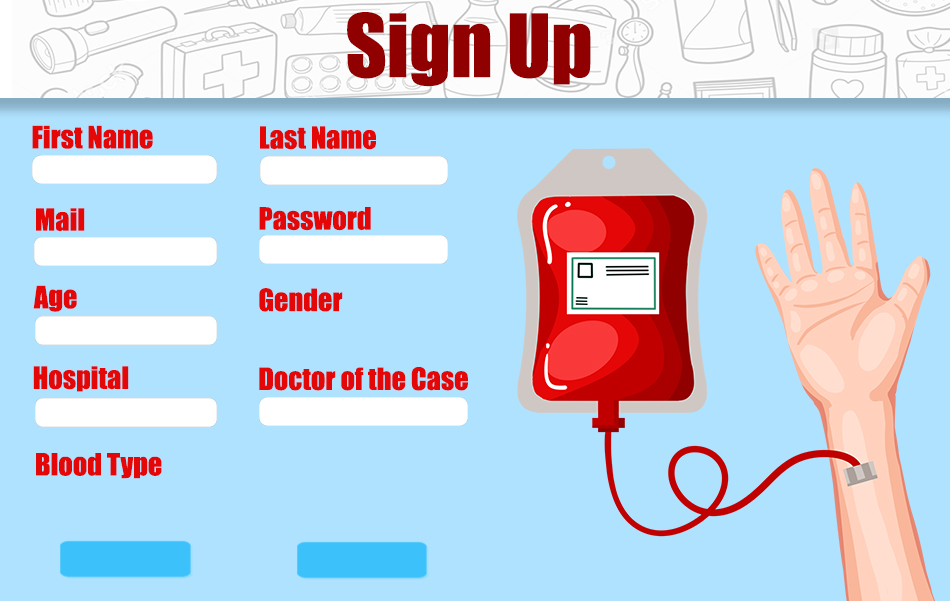 Sign Up
First Name
Last Name
Mail
Password
Age
Gender
Hospital
Doctor of the Case
Blood Type